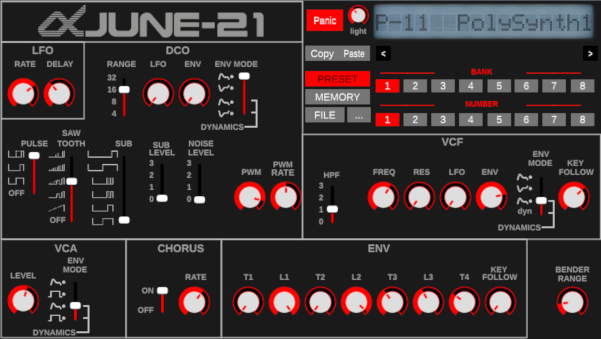 JUNE-21
Panic
light
P-11 PolySynth1
Copy Paste < >
PRESET
MEMORY
FILE ...
BANK
1 2 3 4 5 6 7 8
NUMBER
1 2 3 4 5 6 7 8
LFO
RATE DELAY
DCO
RANGE LFO ENV ENV MODE
32
16
8
4
DYNAMICS
PULSE
OFF
SAW TOOTH
OFF
SUB
SUB LEVEL
3
2
1
0
NOISE LEVEL
3
2
1
0
PWM
PWM RATE
VCF
HPF
3
2
1
0
FREQ RES LFO ENV
ENV MODE
dyn
DYNAMICS
KEY FOLLOW
VCA
LEVEL
ENV MODE
DYNAMICS
CHORUS
ON
OFF
RATE
ENV
T1 L1 T2 L2 T3 L3 T4 KEY FOLLOW
BENDER RANGE